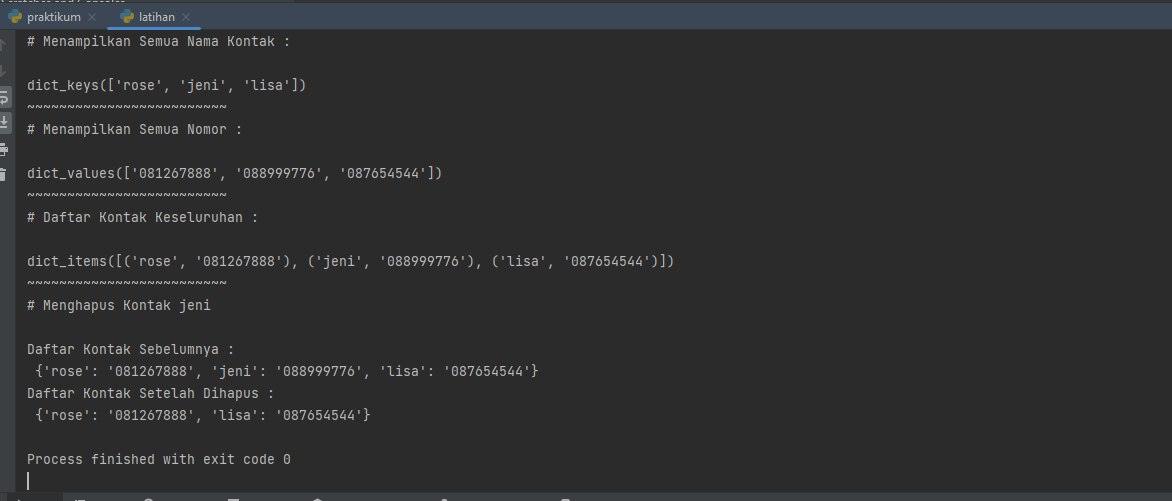 praktikum
latihan
# Menampilkan Semua Nama Kontak :
dict_keys(['rose', 'jeni', 'lisa'])
~~~~~~~~~~~~~~~~~~~~~~~~~
# Menampilkan Semua Nomor :
dict_values(['081267888', '088999776', '087654544'])
~~~~~~~~~~~~~~~~~~~~~~~~~
# Daftar Kontak Keseluruhan :
dict_items([('rose', '081267888'), ('jeni', '088999776'), ('lisa', '087654544')])
~~~~~~~~~~~~~~~~~~~~~~~~~
# Menghapus Kontak jeni
Daftar Kontak Sebelumnya :
{'rose': '081267888', 'jeni': '088999776', 'lisa': '087654544'}
Daftar Kontak Setelah Dihapus :
{'rose': '081267888', 'lisa': '087654544'}
Process finished with exit code 0